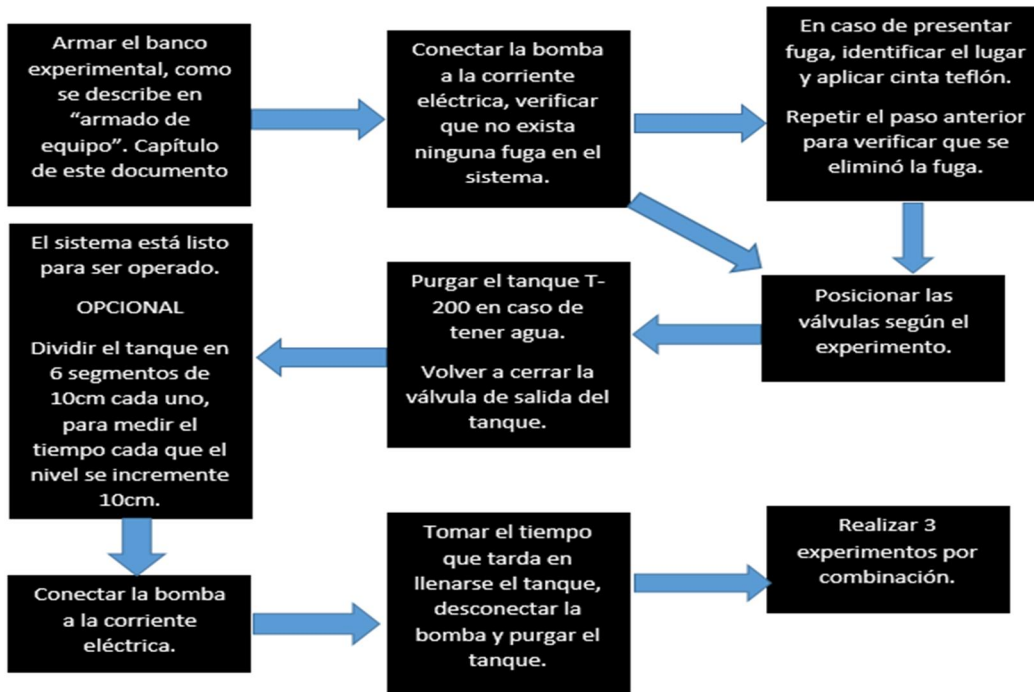 Armar el banco
experimental, como
se describe en
“armado de
equipo”. Capítulo
de este documento
Conectar la bomba
a la corriente
eléctrica, verificar
que no exista
ninguna fuga en el
sistema.
En caso de presentar
fuga, identificar el lugar
y aplicar cinta teflón.
Repetir el paso anterior
para verificar que se
eliminó la fuga.
Posicionar las
válvulas según el
experimento.
Purgar el tanque T-
200 en caso de
tener agua.
Volver a cerrar la
válvula de salida del
tanque.
El sistema está listo
para ser operado.
OPCIONAL
Dividir el tanque en
6 segmentos de
10cm cada uno,
para medir el
tiempo cada que el
nivel se incremente
10cm.
Conectar la bomba
a la corriente
eléctrica.
Tomar el tiempo
que tarda en
llenarse el tanque,
desconectar la
bomba y purgar el
tanque.
Realizar 3
experimentos por
combinación.